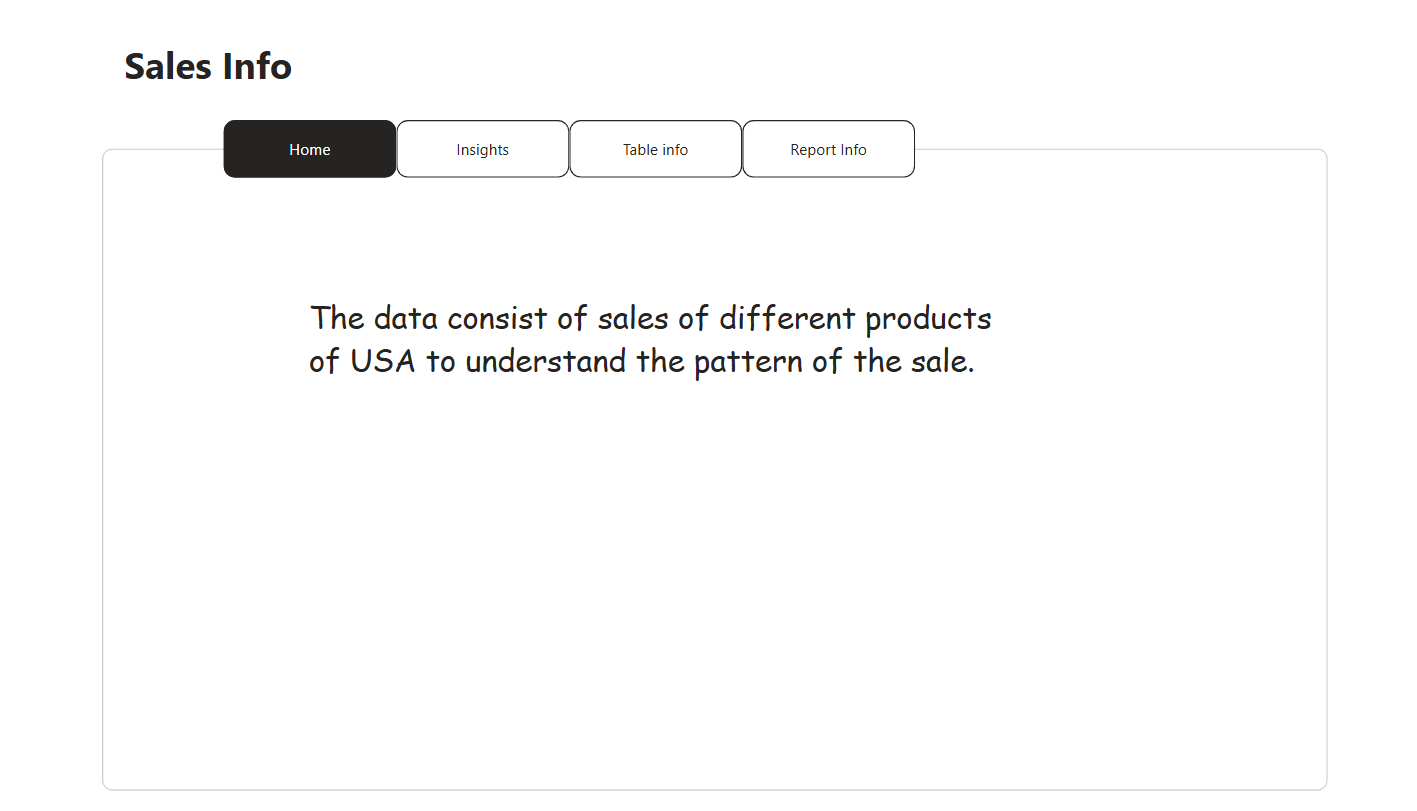 Sales Info
Home Insights Table info Report Info
The data consist of sales of different products
of USA to understand the pattern of the sale.